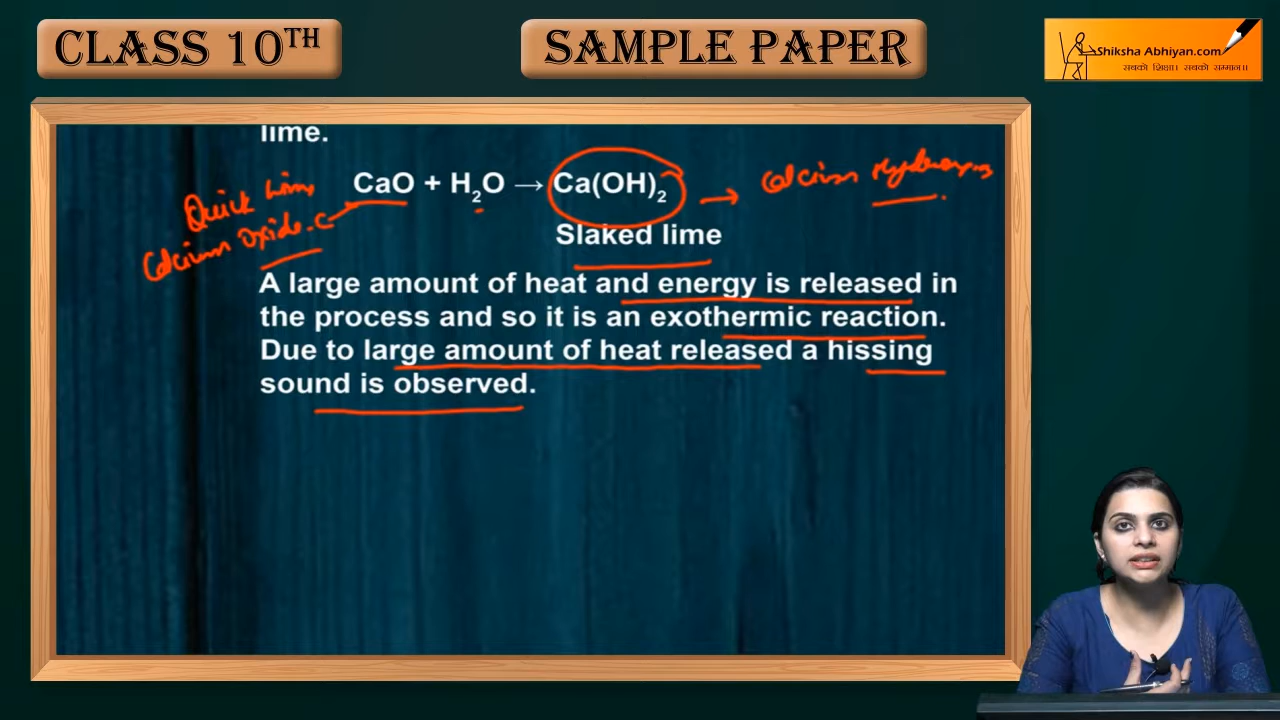 CLASS 10TH
SAMPLE PAPER
Shiksha Abhiyan.com
सबको शिक्षा। सबको सम्मान।।
lime.
CaO + H2O → Ca(OH)2
→ Calcium
Quick Lime
Calcium Oxide
Slaked lime
A large amount of heat and energy is released in
the process and so it is an exothermic reaction.
Due to large amount of heat released a hissing
sound is observed.